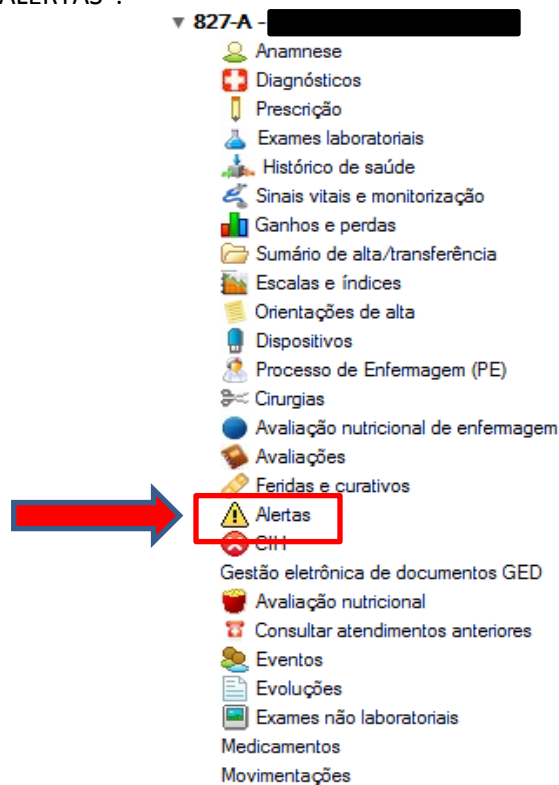 ALERTAS".
827-A -
Anamnese
Diagnósticos
Prescrição
Exames laboratoriais
Histórico de saúde
Sinais vitais e monitorização
Ganhos e perdas
Sumário de alta/transferência
Escalas e índices
Orientações de alta
Dispositivos
Processo de Enfermagem (PE)
Cirurgias
Avaliação nutricional de enfermagem
Avaliações
Feridas e curativos
Alertas
CIH
Gestão eletrônica de documentos GED
Avaliação nutricional
Consultar atendimentos anteriores
Eventos
Evoluções
Exames não laboratoriais
Medicamentos
Movimentações